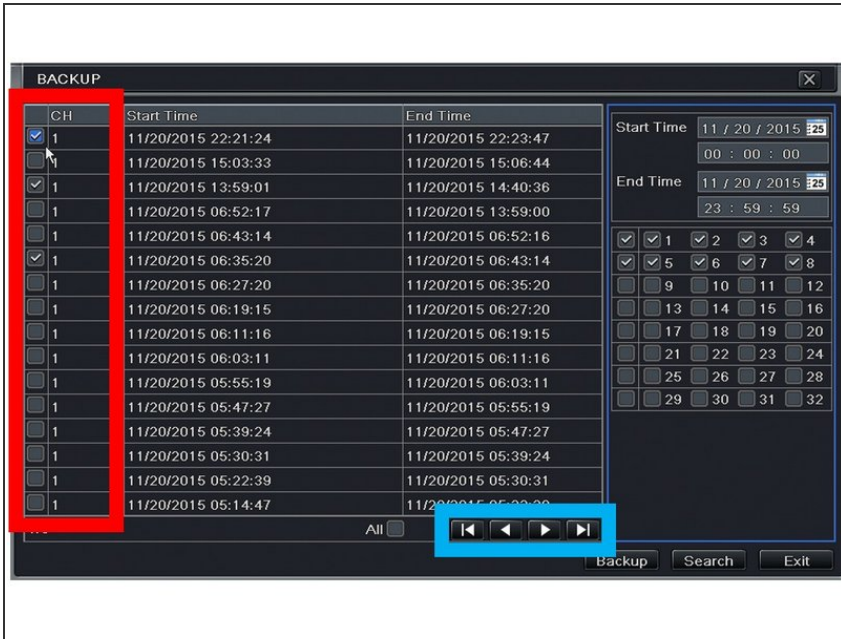 BACKUP
CH Start Time End Time
1 11/20/2015 22:21:24 11/20/2015 22:23:47
1 11/20/2015 15:03:33 11/20/2015 15:06:44
1 11/20/2015 13:59:01 11/20/2015 14:40:36
1 11/20/2015 06:52:17 11/20/2015 13:59:00
1 11/20/2015 06:43:14 11/20/2015 06:52:16
1 11/20/2015 06:35:20 11/20/2015 06:43:14
1 11/20/2015 06:27:20 11/20/2015 06:35:20
1 11/20/2015 06:19:15 11/20/2015 06:27:20
1 11/20/2015 06:11:16 11/20/2015 06:19:15
1 11/20/2015 06:03:11 11/20/2015 06:11:16
1 11/20/2015 05:55:19 11/20/2015 06:03:11
1 11/20/2015 05:47:27 11/20/2015 05:55:19
1 11/20/2015 05:39:24 11/20/2015 05:47:27
1 11/20/2015 05:30:31 11/20/2015 05:39:24
1 11/20/2015 05:22:39 11/20/2015 05:30:31
1 11/20/2015 05:14:47
All
Start Time 11 / 20 / 2015 25
00 : 00 : 00
End Time 11 / 20 / 2015 25
23 : 59 : 59
1 2 3 4
5 6 7 8
9 10 11 12
13 14 15 16
17 18 19 20
21 22 23 24
25 26 27 28
29 30 31 32
Backup Search Exit